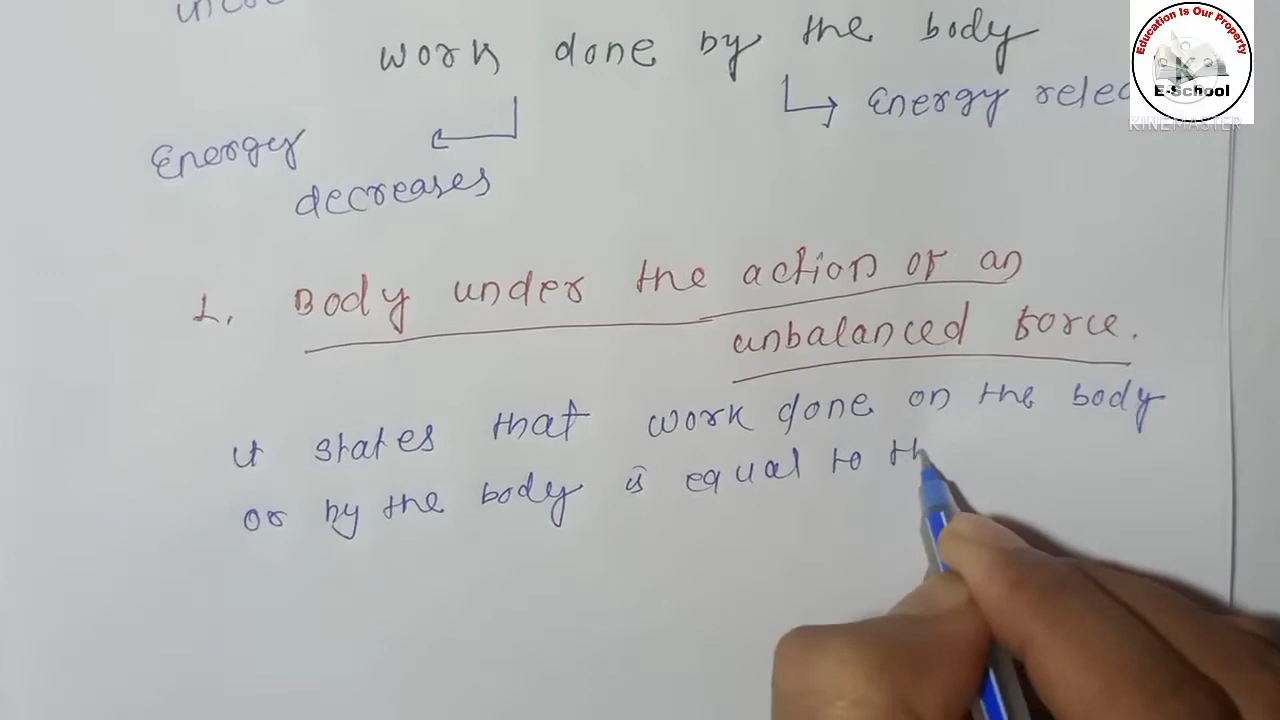 work done by the body
Energy
decreases
1. Body under the action of an
unbalanced force.
It states that work done on the body
or by the body is equal to th
Education Is Our Property
K
E-School
KINEMASTER